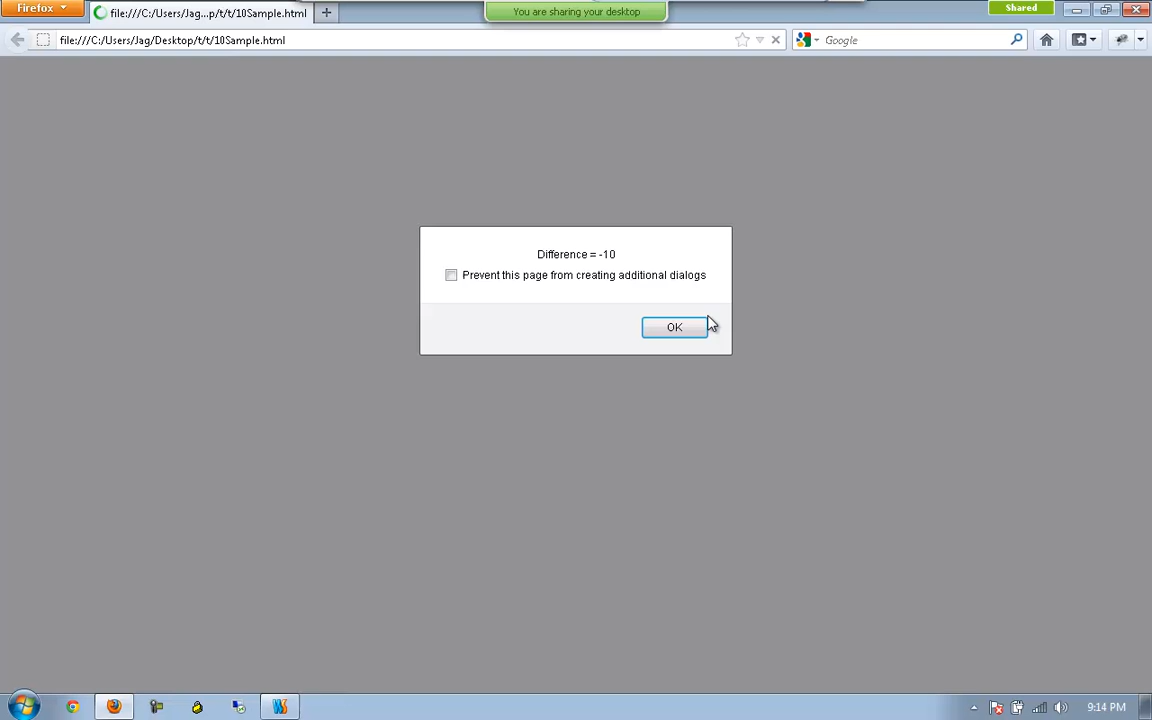 Firefox
file:///C:/Users/Jag...p/t/t/10Sample.html
You are sharing your desktop
Shared
file:///C:/Users/Jag/Desktop/t/t/10Sample.html
Google
Difference = -10
Prevent this page from creating additional dialogs
OK
9:14 PM